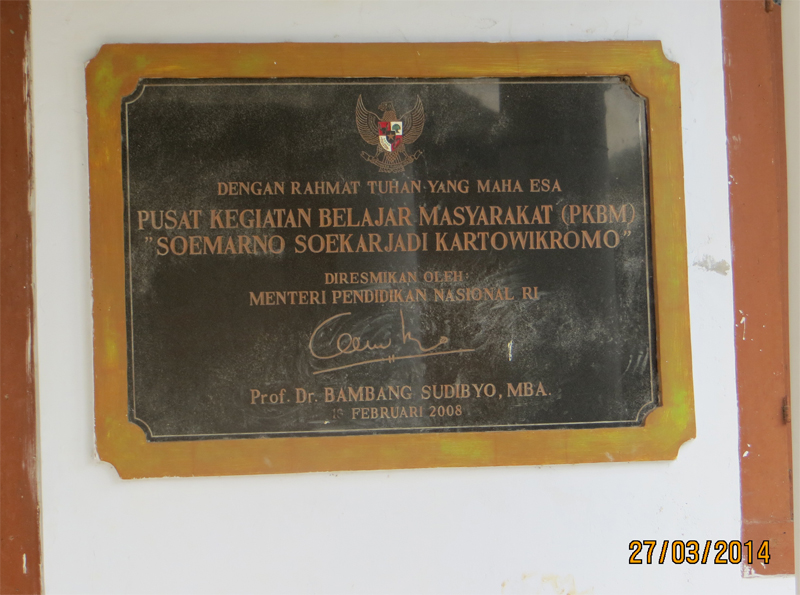 DENGAN RAHMAT TUHAN YANG MAHA ESA
PUSAT KEGIATAN BELAJAR MASYARAKAT (PKBM)
"SOEMARNO SOEKARJADI KARTOWIKROMO"
DIRESMIKAN OLEH:
MENTERI PENDIDIKAN NASIONAL RI
Prof. Dr. BAMBANG SUDIBYO, MBA.
FEBRUARI 2008
27/03/2014